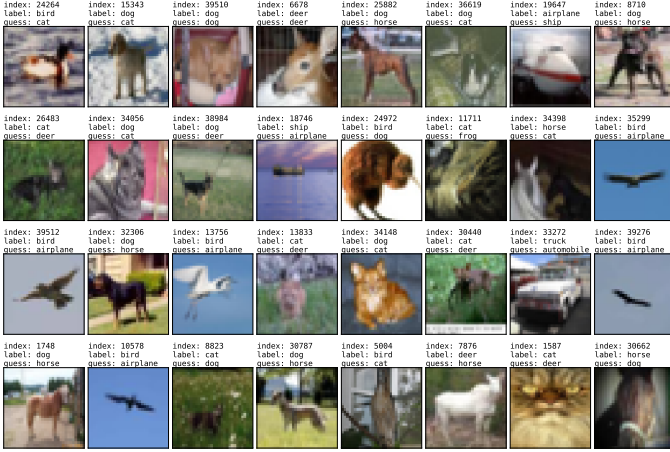 index: 24264 index: 15343 index: 39510 index: 6678 index: 25882 index: 36619 index: 19647 index: 8710
label: bird label: dog label: dog label: deer label: dog label: cat label: airplane label: dog
guess: cat guess: cat guess: dog guess: deer guess: horse guess: cat guess: ship guess: horse
index: 26483 index: 34056 index: 38984 index: 18746 index: 24972 index: 11711 index: 34398 index: 35299
label: cat label: dog label: dog label: ship label: bird label: cat label: horse label: bird
guess: deer guess: cat guess: deer guess: airplane guess: dog guess: frog guess: cat guess: airplane
index: 39512 index: 32306 index: 13756 index: 13833 index: 34148 index: 30440 index: 33272 index: 39276
label: bird label: dog label: bird label: cat label: dog label: cat label: truck label: bird
guess: airplane guess: horse guess: airplane guess: deer guess: cat guess: deer guess: automobile guess: airplane
index: 1748 index: 10578 index: 8823 index: 30787 index: 5004 index: 7876 index: 1587 index: 30662
label: dog label: bird label: cat label: dog label: bird label: deer label: cat label: horse
guess: horse guess: airplane guess: dog guess: horse guess: cat guess: horse guess: deer guess: dog